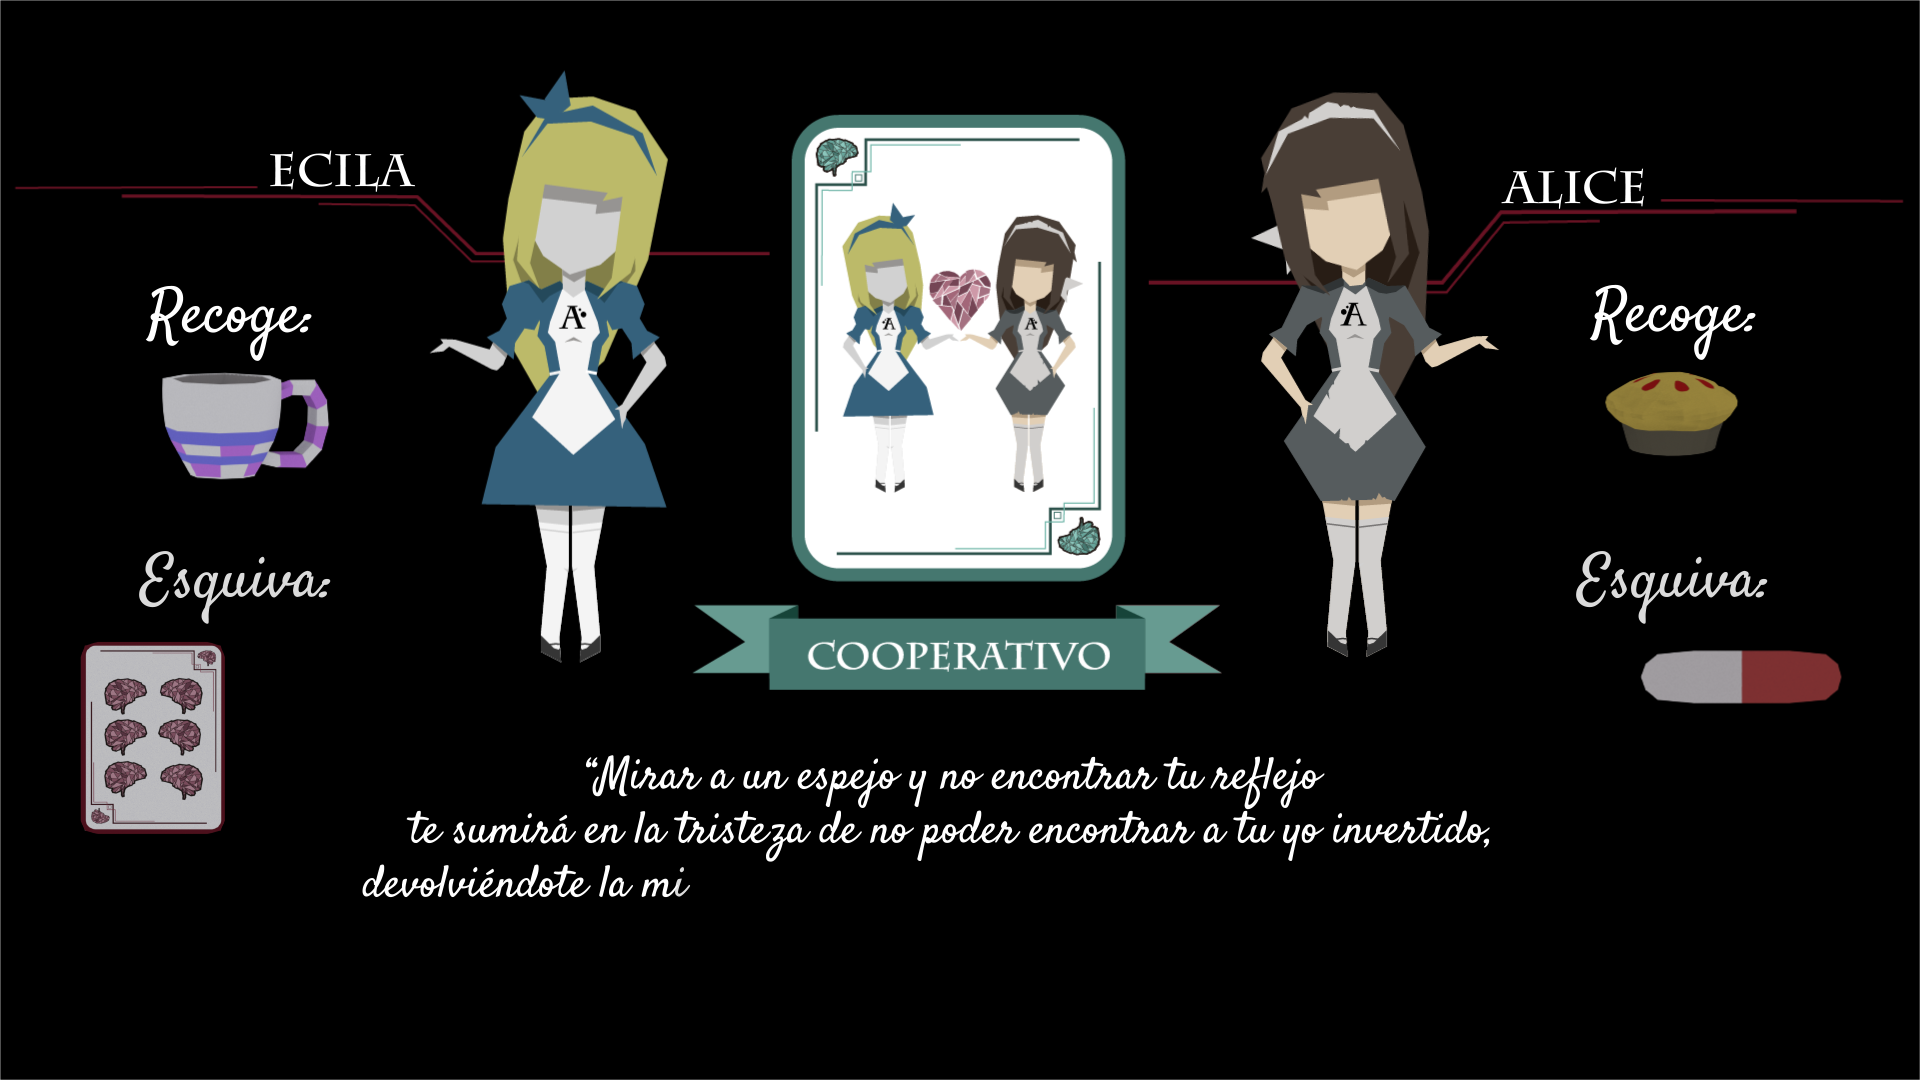 ECILA
ALICE
Recoge:
Recoge:
Esquiva:
Esquiva:
A
A
A
A
COOPERATIVO
“Mirar a un espejo y no encontrar tu reflejo
te sumirá en la tristeza de no poder encontrar a tu yo invertido,
devolviéndote la mi